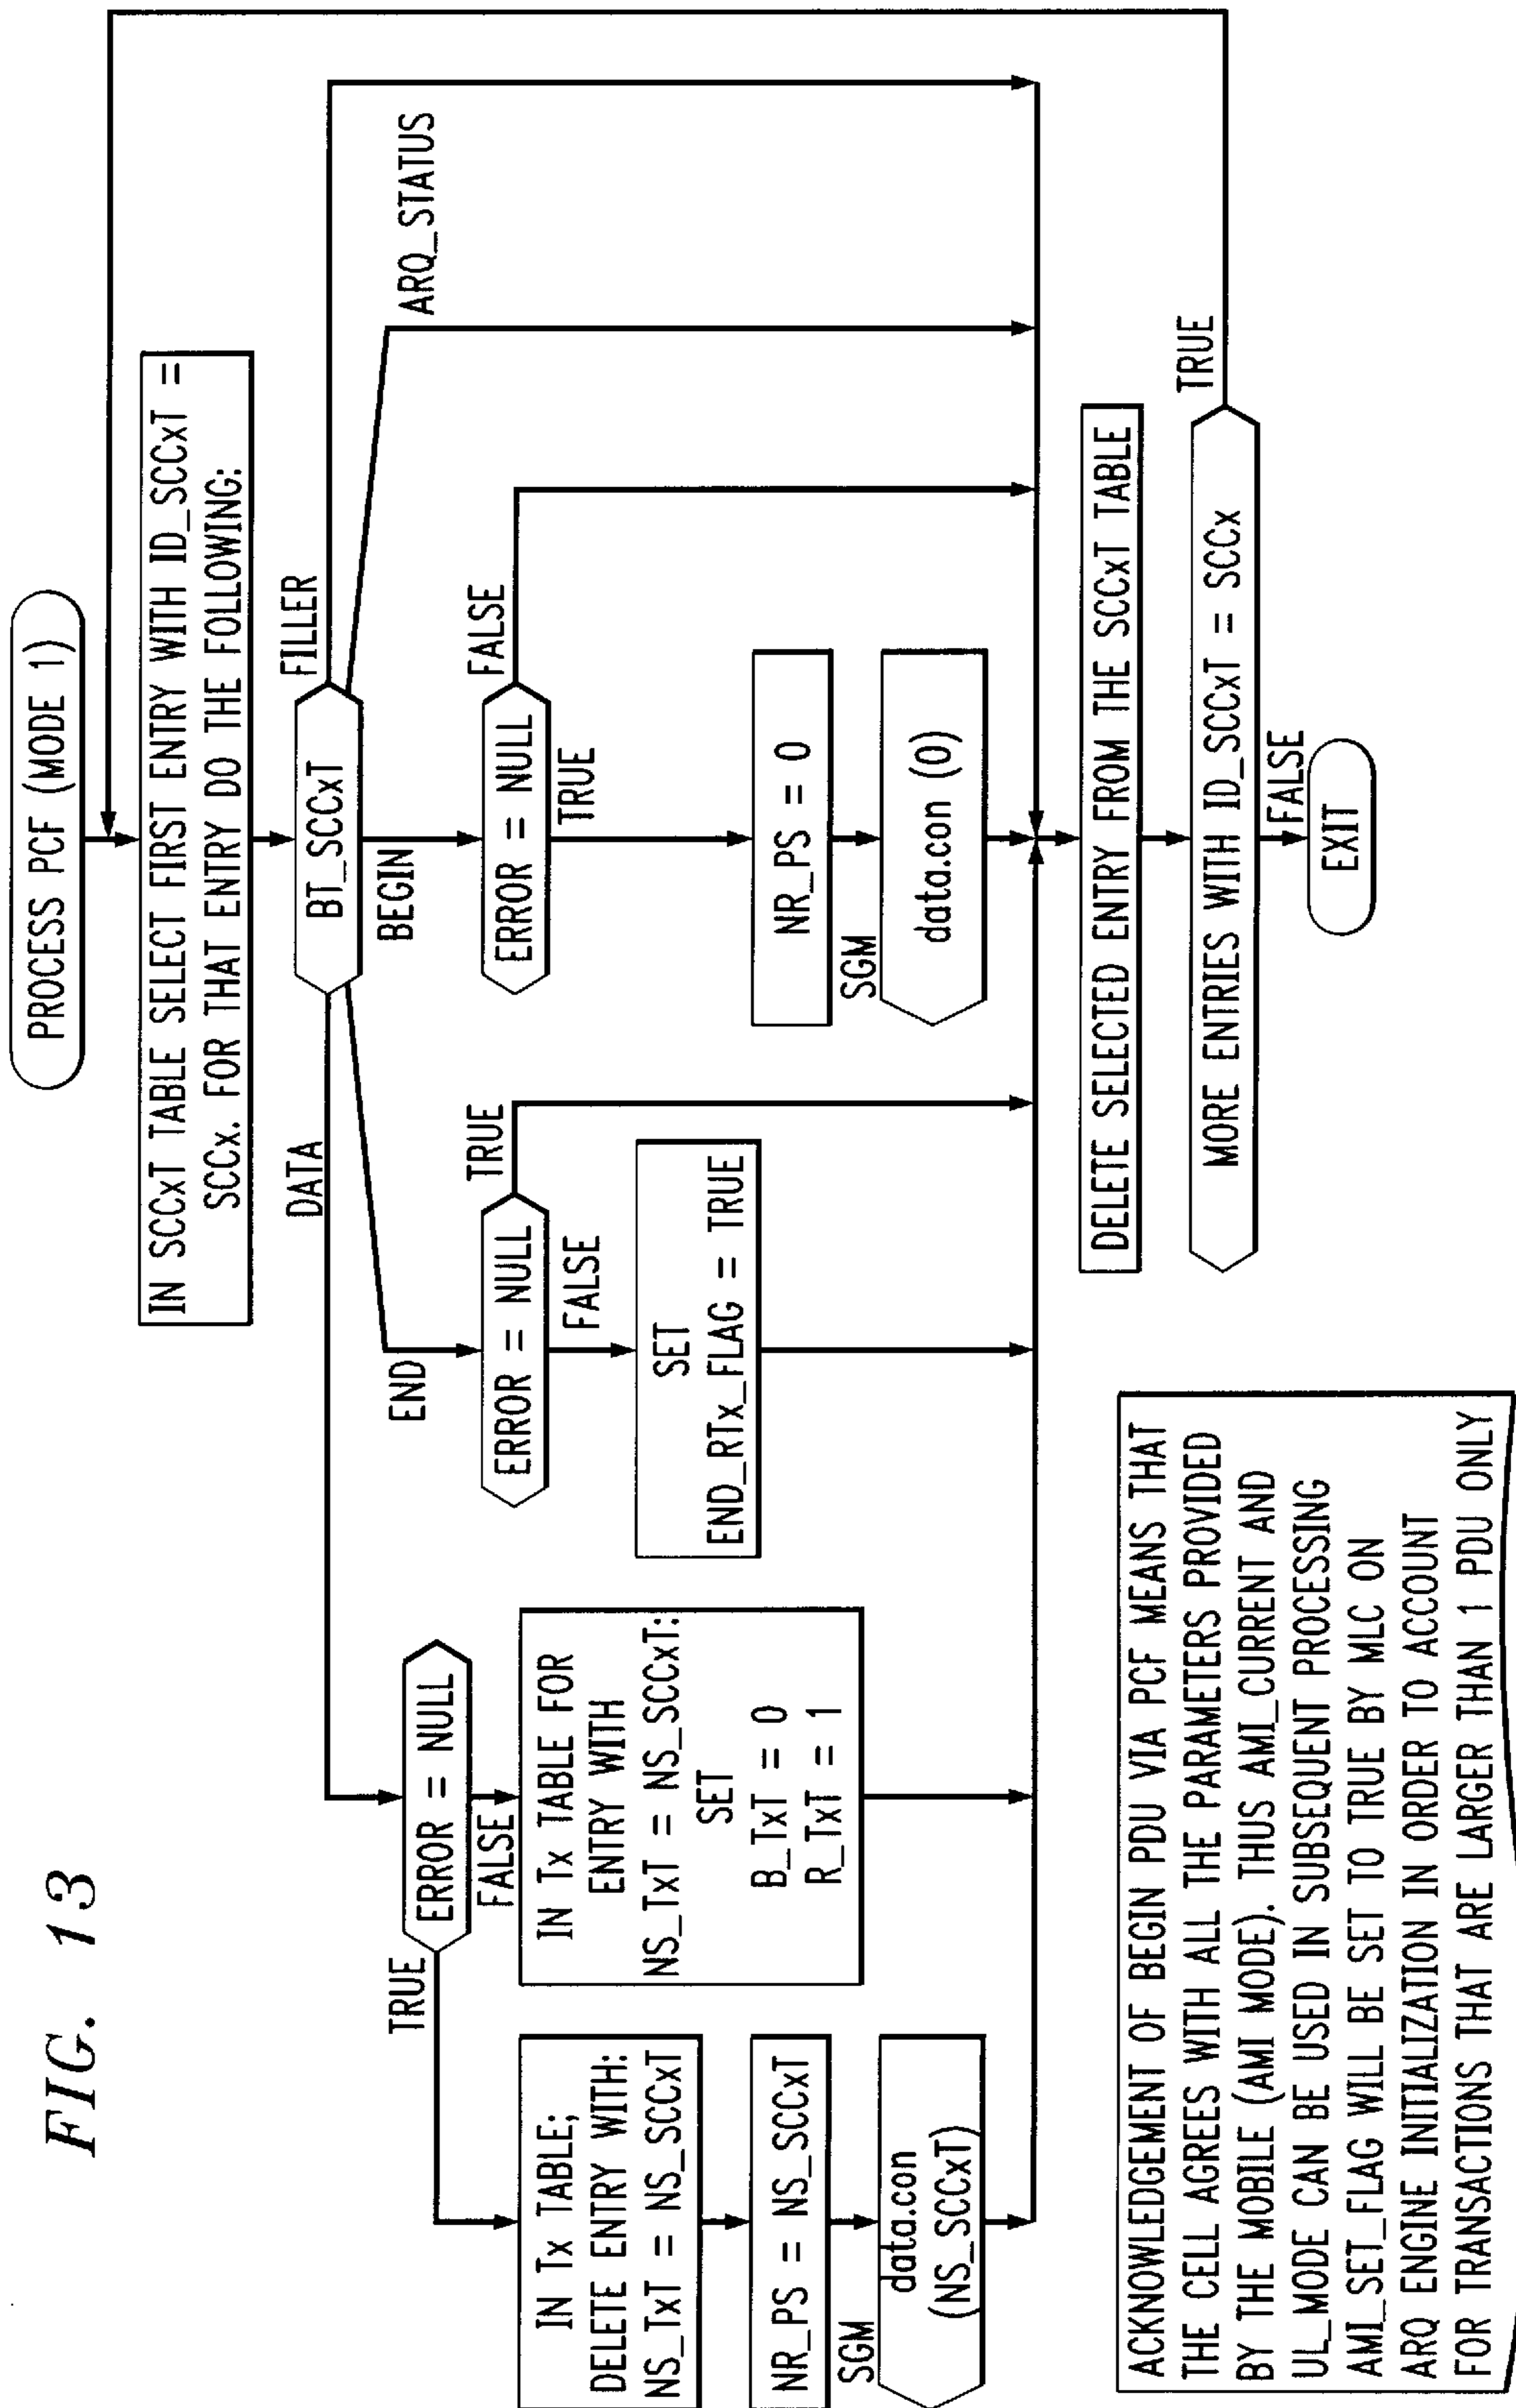 FIG. 13
PROCESS PCF (MODE 1)
IN SCCxT TABLE SELECT FIRST ENTRY WITH ID_SCCxT =
SCCx. FOR THAT ENTRY DO THE FOLLOWING:
BT_SCCxT
DATA
END
BEGIN
FILLER
ARQ_STATUS
ERROR = NULL
TRUE
FALSE
IN Tx TABLE;
DELETE ENTRY WITH:
NS_TxT = NS_SCCxT
NR_PS = NS_SCCxT
SGM
data.con
(NS_SCCxT)
IN Tx TABLE FOR
ENTRY WITH
NS_TxT = NS_SCCxT:
SET
B_TxT = 0
R_TxT = 1
ERROR = NULL
TRUE
FALSE
SET
END_RTx_FLAG = TRUE
ERROR = NULL
FALSE
TRUE
NR_PS = 0
SGM
data.con (0)
DELETE SELECTED ENTRY FROM THE SCCxT TABLE
MORE ENTRIES WITH ID_SCCxT = SCCx
TRUE
FALSE
EXIT
ACKNOWLEDGEMENT OF BEGIN PDU VIA PCF MEANS THAT
THE CELL AGREES WITH ALL THE PARAMETERS PROVIDED
BY THE MOBILE (AMI MODE). THUS AMI_CURRENT AND
UL_MODE CAN BE USED IN SUBSEQUENT PROCESSING
AMI_SET_FLAG WILL BE SET TO TRUE BY MLC ON
ARQ ENGINE INITIALIZATION IN ORDER TO ACCOUNT
FOR TRANSACTIONS THAT ARE LARGER THAN 1 PDU ONLY